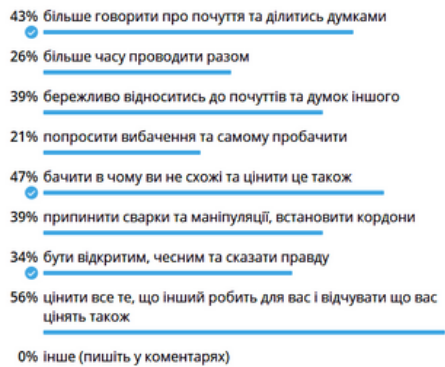 43% більше говорити про почуття та ділитись думками
26% більше часу проводити разом
39% бережливо відноситись до почуттів та думок іншого
21% попросити вибачення та самому пробачити
47% бачити в чому ви не схожі та цінити це також
39% припинити сварки та маніпуляції, встановити кордони
34% бути відкритим, чесним та сказати правду
56% цінити все те, що інший робить для вас і відчувати що вас
цінять також
0% інше (пишіть у коментарях)